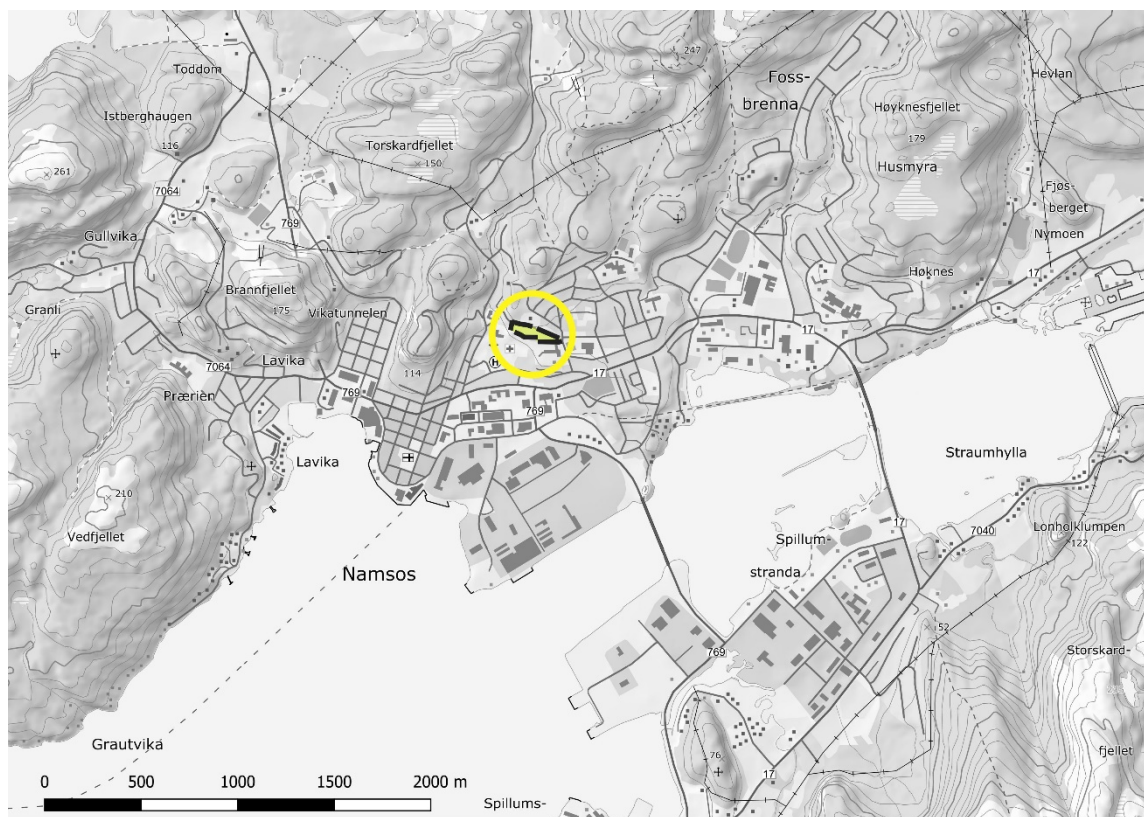 247
Toddom
Foss-
brenna
Hevlan
Istberghaugen
Høyknesfjellet
116
Torskardfjellet
179
150
261
Husmyra
7064
Fjøs-
berget
769
Gullvika
Nymoen
Høknes
17
Brannfjellet
175
Granli
Vikatunnelen
17
Lavika
7064
114
H
17
Prærien
769
769
Lavika
Straumhylla
210
17
Vedfjellet
7040
Lonholklumpen
122
Spillum-
stranda
Namsos
52
769
Storskard-
Grautvika
76
fjellet
17
0 500 1000 1500 2000 m
Spillums-